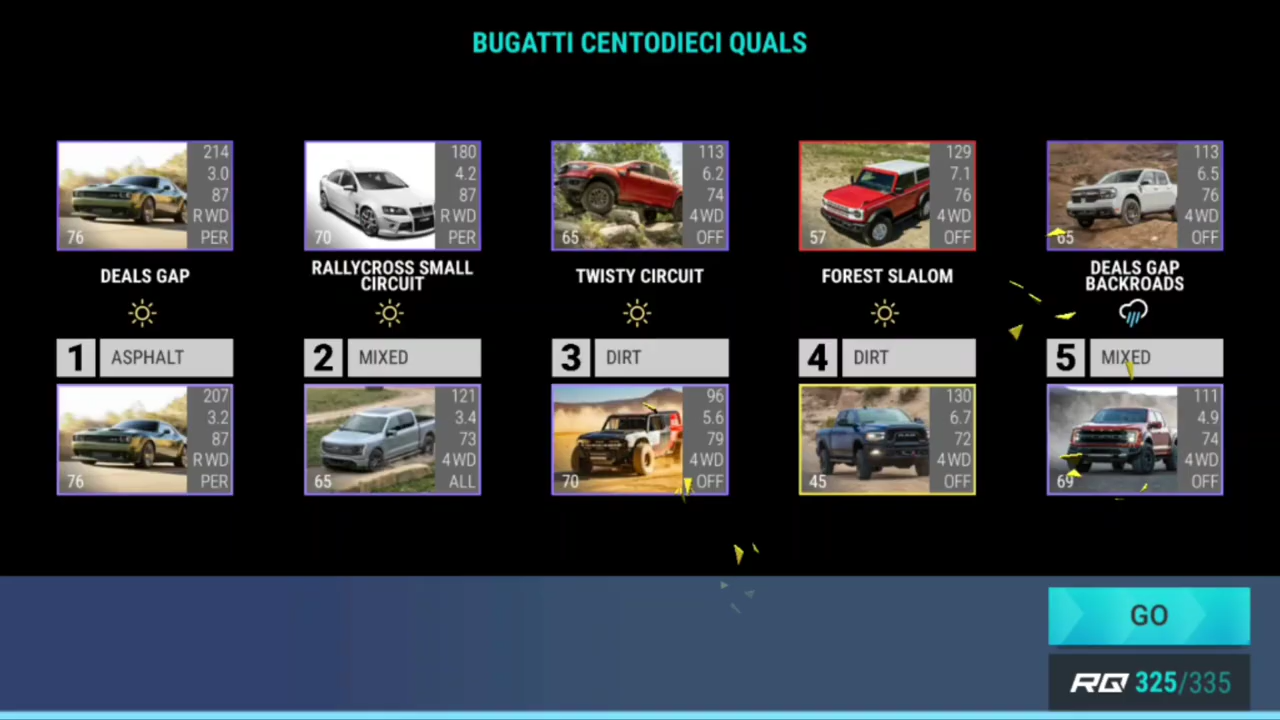 BUGATTI CENTODIECI QUALS
214
3.0
87
RWD
PER
76
180
4.2
87
RWD
PER
70
113
6.2
74
4WD
OFF
65
129
7.1
76
4WD
OFF
57
113
6.5
76
4WD
OFF
65
DEALS GAP
RALLYCROSS SMALL
CIRCUIT
TWISTY CIRCUIT
FOREST SLALOM
DEALS GAP
BACKROADS
1 ASPHALT
2 MIXED
3 DIRT
4 DIRT
5 MIXED
207
3.2
87
RWD
PER
76
121
3.4
73
4WD
ALL
65
96
5.6
79
4WD
OFF
70
130
6.7
72
4WD
OFF
45
111
4.9
74
4WD
OFF
69
GO
RQ 325/335